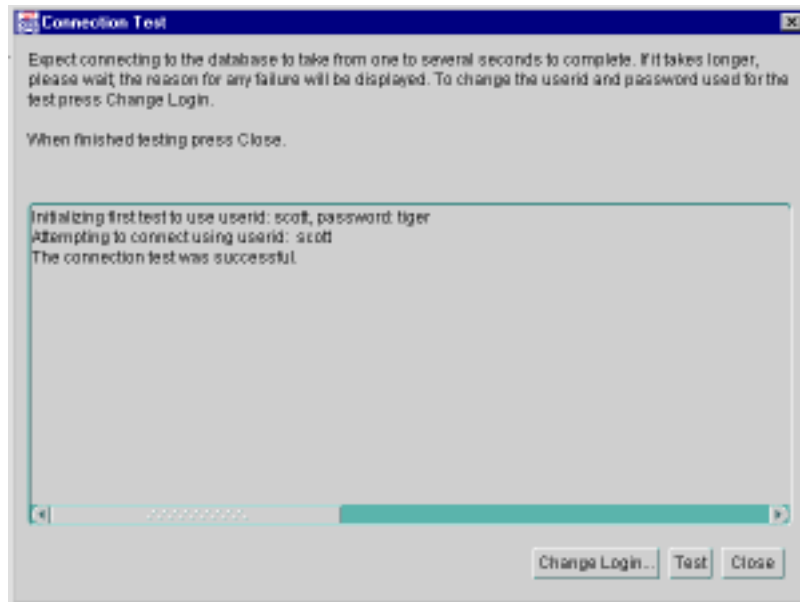 Connection Test
Expect connecting to the database to take from one to several seconds to complete. If it takes longer,
please wait, the reason for any failure will be displayed. To change the userid and password used for the
test press Change Login.
When finished testing press Close.
Initializing first test to use userid: scott, password: tiger
Attempting to connect using userid: scott
The connection test was successful.
Change Login... Test Close